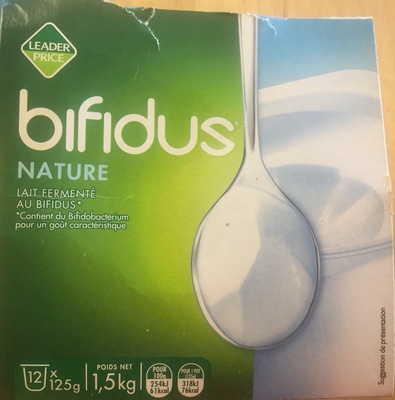 LEADER
PRICE
bifidus*
NATURE
LAIT FERMENTÉ
AU BIFIDUS*
*Contient du Bifidobacterium
pour un goût caractéristique
12 x 125g
POIDS NET
1,5kg
POUR
100g
254kJ
61kcal
POUR 1 POT
(125g)
318kJ
76kcal
Suggestion de présentation